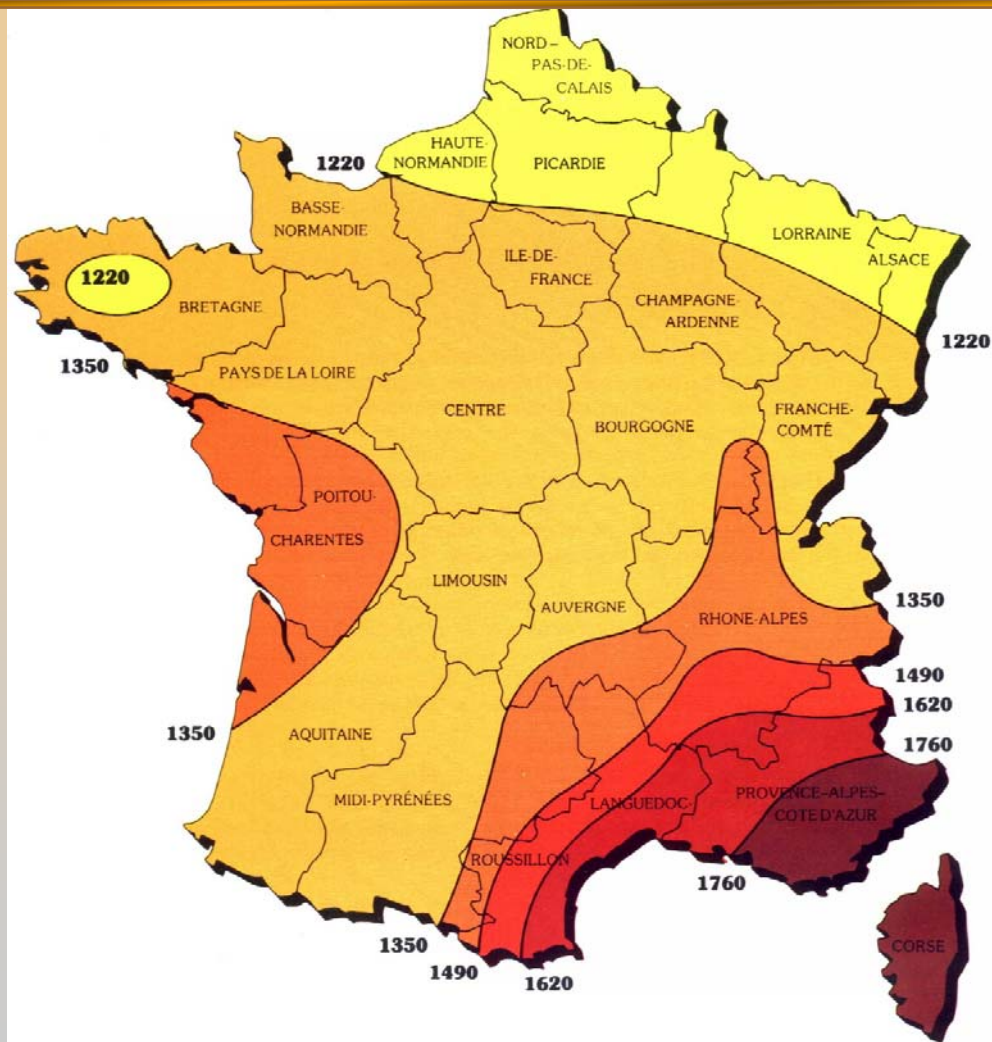 NORD–
PAS-DE-
CALAIS
HAUTE-
NORMANDIE
PICARDIE
1220
BASSE-
NORMANDIE
LORRAINE
ALSACE
ILE-DE-
FRANCE
1220
BRETAGNE
CHAMPAGNE-
ARDENNE
1220
1350
PAYS DE LA LOIRE
CENTRE
BOURGOGNE
FRANCHE-
COMTÉ
POITOU-
CHARENTES
LIMOUSIN
AUVERGNE
1350
RHONE-ALPES
1490
1620
1350
AQUITAINE
1760
MIDI-PYRÉNÉES
LANGUEDOC-
ROUSSILLON
PROVENCE–ALPES–
COTE D'AZUR
1760
1350
1490
1620
CORSE